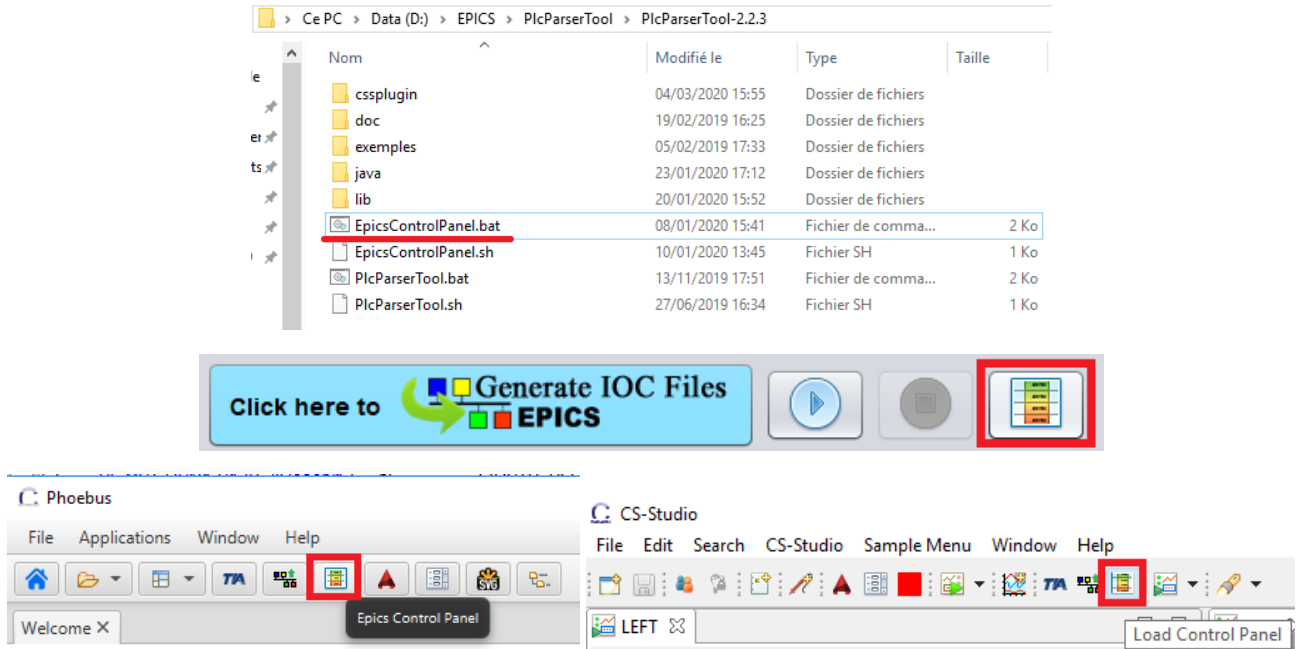 Ce PC > Data (D:) > EPICS > PlcParserTool > PlcParserTool-2.2.3
Nom Modifié le Type Taille
cssplugin 04/03/2020 15:55 Dossier de fichiers
doc 19/02/2019 16:25 Dossier de fichiers
exemples 05/02/2019 17:33 Dossier de fichiers
java 23/01/2020 17:12 Dossier de fichiers
lib 20/01/2020 15:52 Dossier de fichiers
EpicsControlPanel.bat 08/01/2020 15:41 Fichier de comma... 2 Ko
EpicsControlPanel.sh 10/01/2020 13:45 Fichier SH 1 Ko
PlcParserTool.bat 13/11/2019 17:51 Fichier de comma... 2 Ko
PlcParserTool.sh 27/06/2019 16:34 Fichier SH 1 Ko
Click here to Generate IOC Files
EPICS
Phoebus
File Applications Window Help
TIA SVG
Epics Control Panel
Welcome
CS-Studio
File Edit Search CS-Studio Sample Menu Window Help
TIA
LEFT
Load Control Panel